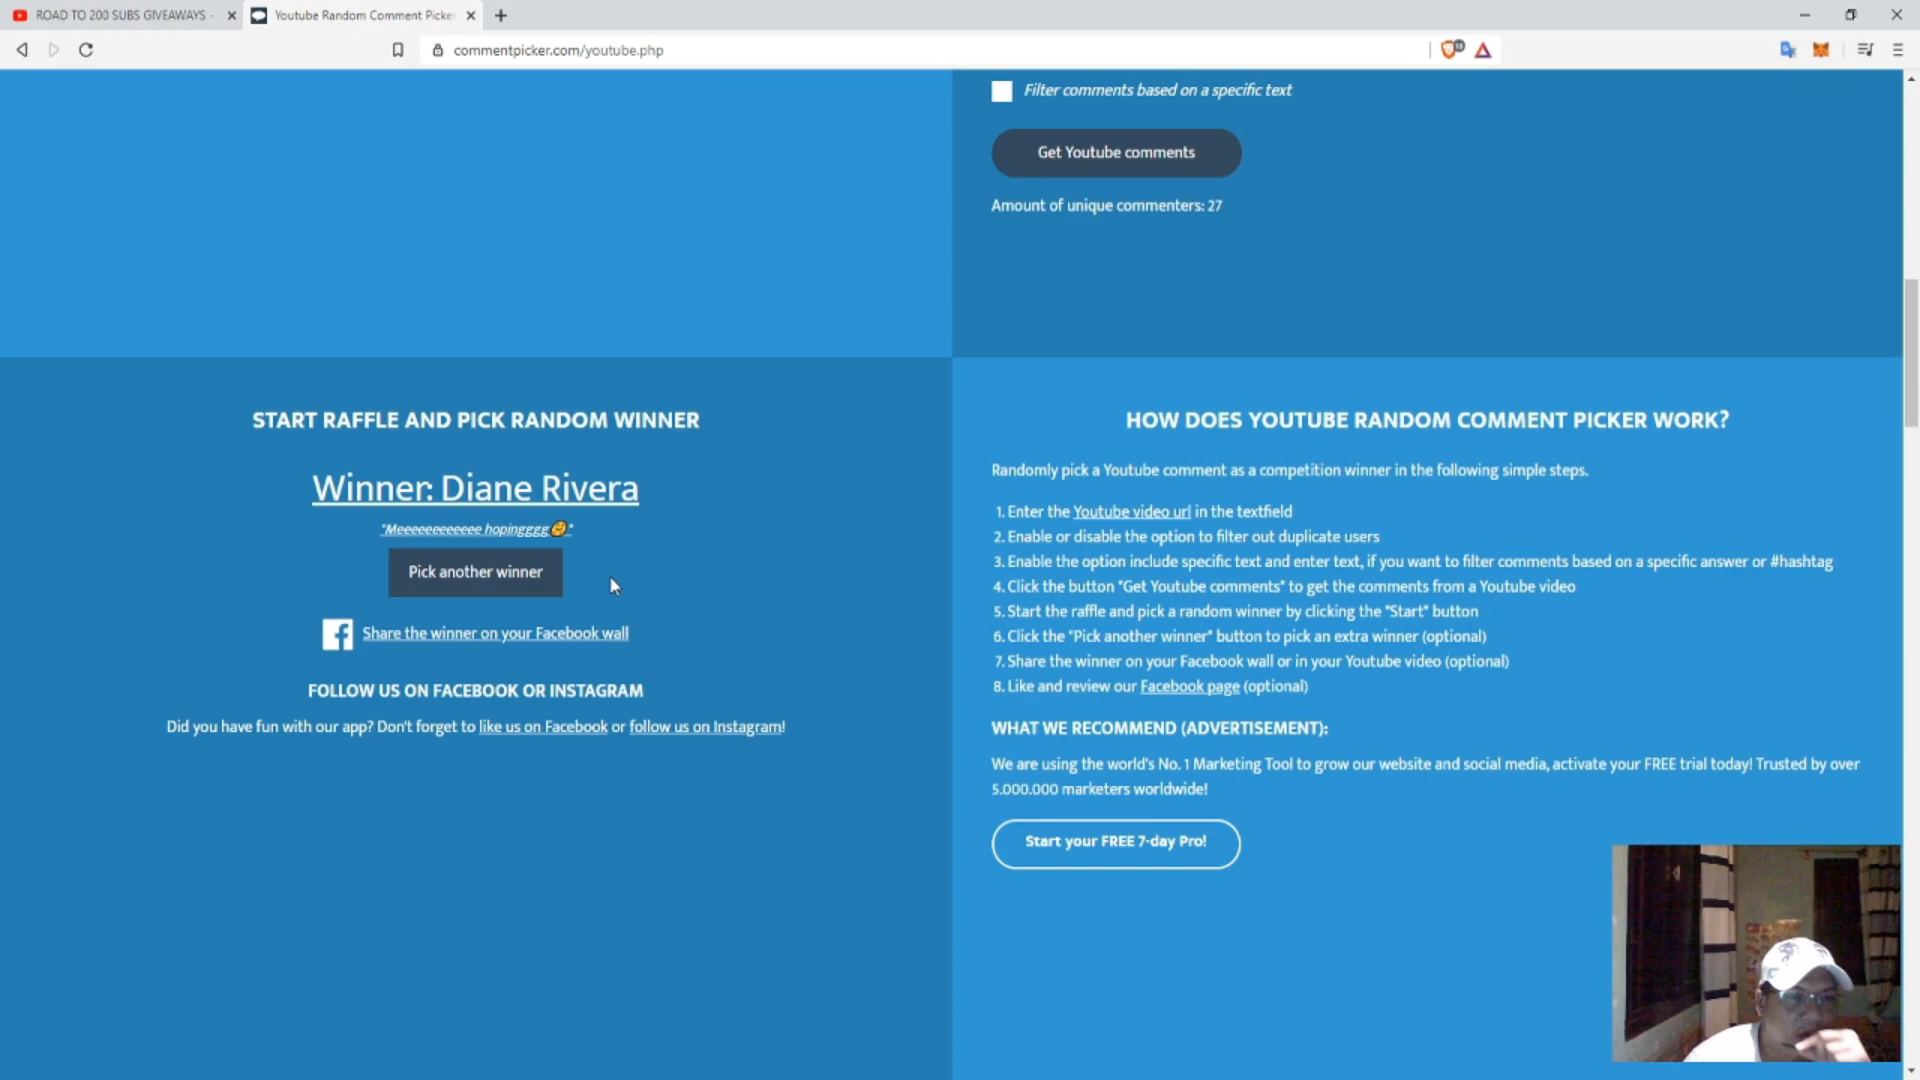 ROAD TO 200 SUBS GIVEAWAYS -
Youtube Random Comment Picke
commentpicker.com/youtube.php
Filter comments based on a specific text
Get Youtube comments
Amount of unique commenters: 27
START RAFFLE AND PICK RANDOM WINNER
Winner: Diane Rivera
"Meeeeeeeeeeee hopingggg 😊"
Pick another winner
Share the winner on your Facebook wall
FOLLOW US ON FACEBOOK OR INSTAGRAM
Did you have fun with our app? Don't forget to like us on Facebook or follow us on Instagram!
HOW DOES YOUTUBE RANDOM COMMENT PICKER WORK?
Randomly pick a Youtube comment as a competition winner in the following simple steps.
1. Enter the Youtube video url in the textfield
2. Enable or disable the option to filter out duplicate users
3. Enable the option include specific text and enter text, if you want to filter comments based on a specific answer or #hashtag
4. Click the button "Get Youtube comments" to get the comments from a Youtube video
5. Start the raffle and pick a random winner by clicking the "Start" button
6. Click the "Pick another winner" button to pick an extra winner (optional)
7. Share the winner on your Facebook wall or in your Youtube video (optional)
8. Like and review our Facebook page (optional)
WHAT WE RECOMMEND (ADVERTISEMENT):
We are using the world's No. 1 Marketing Tool to grow our website and social media, activate your FREE trial today! Trusted by over
5.000.000 marketers worldwide!
Start your FREE 7-day Pro!